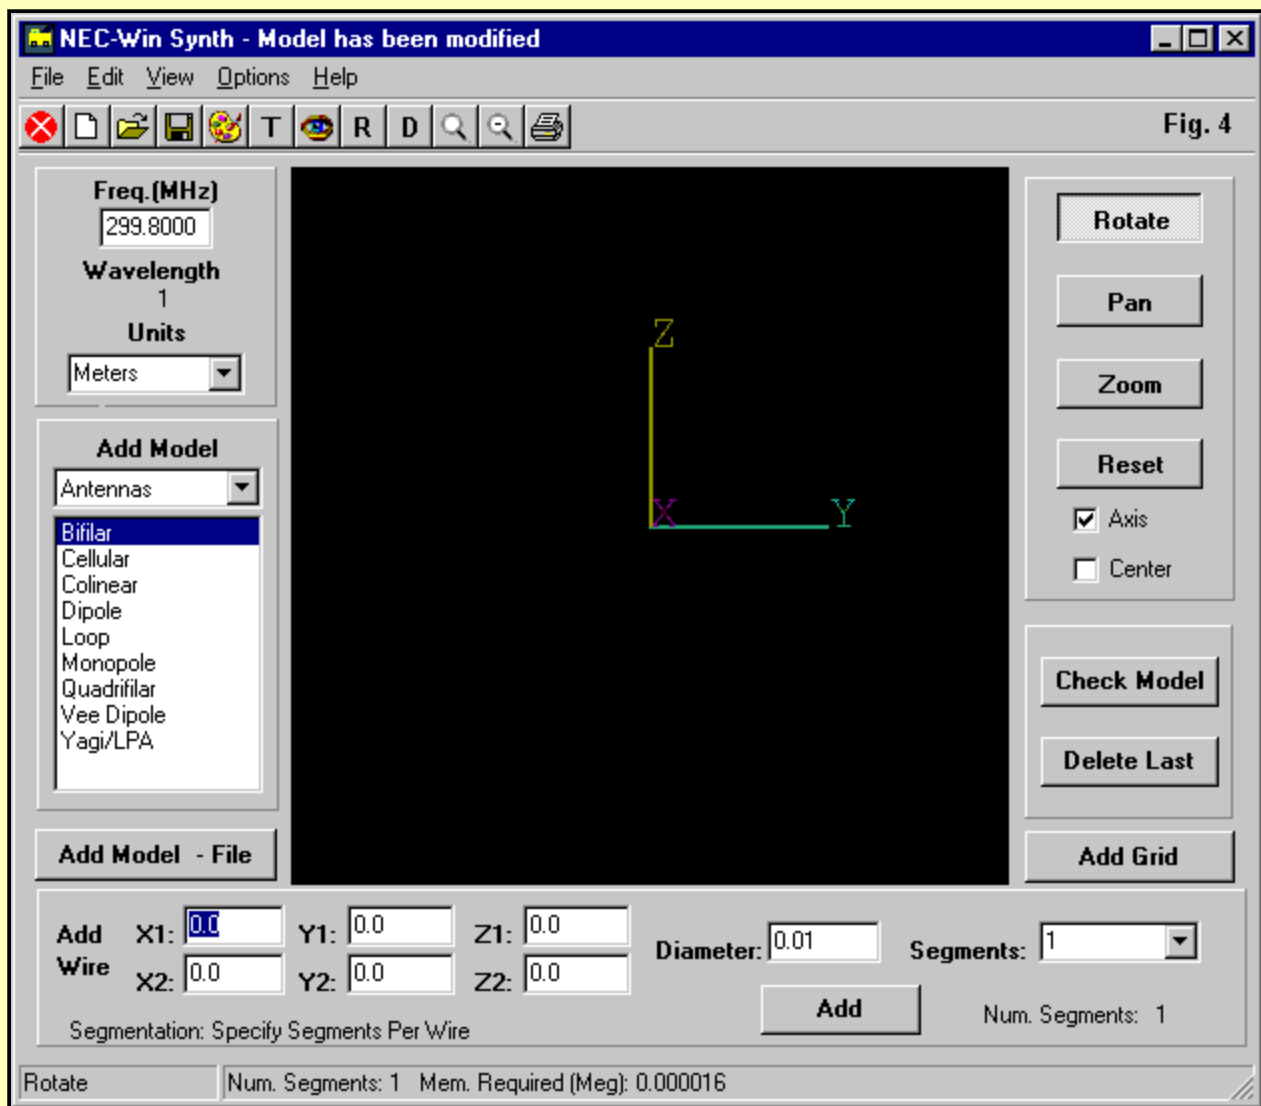 NEC-Win Synth - Model has been modified
File Edit View Options Help
T R D
Fig. 4
Freq.(MHz)
299.8000
Wavelength
1
Units
Meters
Add Model
Antennas
Bifilar
Cellular
Colinear
Dipole
Loop
Monopole
Quadrifilar
Vee Dipole
Yagi/LPA
Add Model - File
Z
X
Y
Rotate
Pan
Zoom
Reset
Axis
Center
Check Model
Delete Last
Add Grid
Add Wire
X1: 0.0 Y1: 0.0 Z1: 0.0
X2: 0.0 Y2: 0.0 Z2: 0.0
Diameter: 0.01 Segments: 1
Add
Num. Segments: 1
Segmentation: Specify Segments Per Wire
Rotate
Num. Segments: 1 Mem. Required (Meg): 0.000016